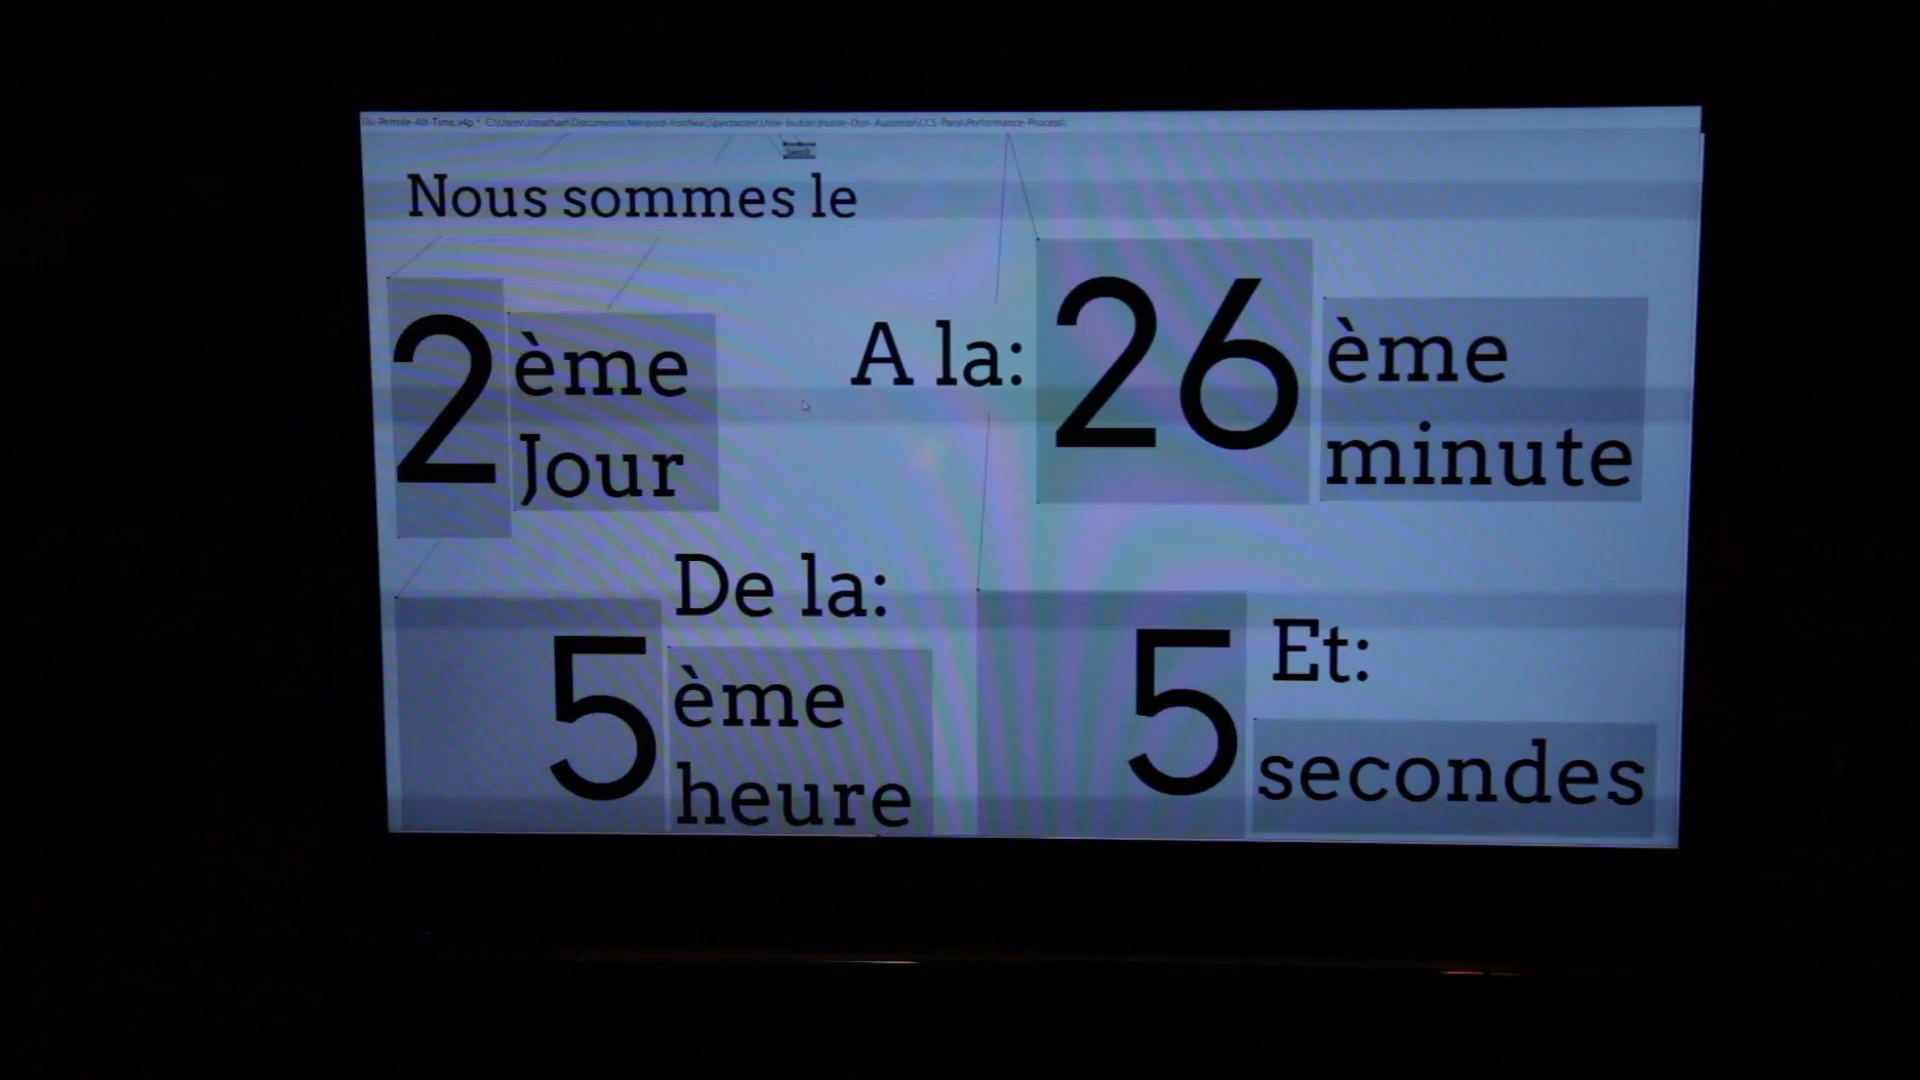 Nous sommes le
2 ème
Jour
A la: 26 ème
minute
De la:
5 ème
heure
5 Et:
secondes